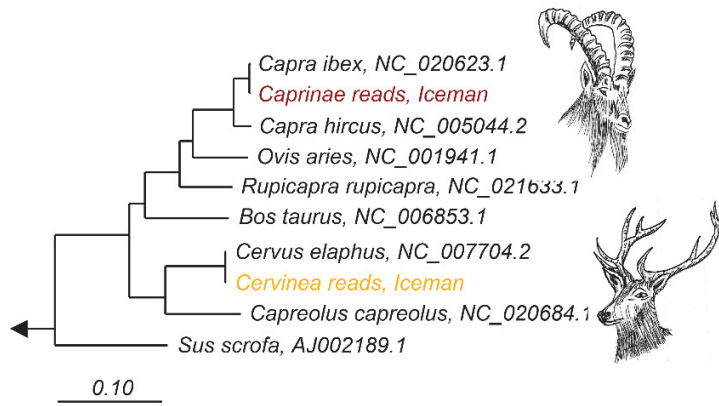 Capra ibex, NC_020623.1
Caprinae reads, Iceman
Capra hircus, NC_005044.2
Ovis aries, NC_001941.1
Rupicapra rupicapra, NC_021633.1
Bos taurus, NC_006853.1
Cervus elaphus, NC_007704.2
Cervinea reads, Iceman
Capreolus capreolus, NC_020684.1
Sus scrofa, AJ002189.1
0.10